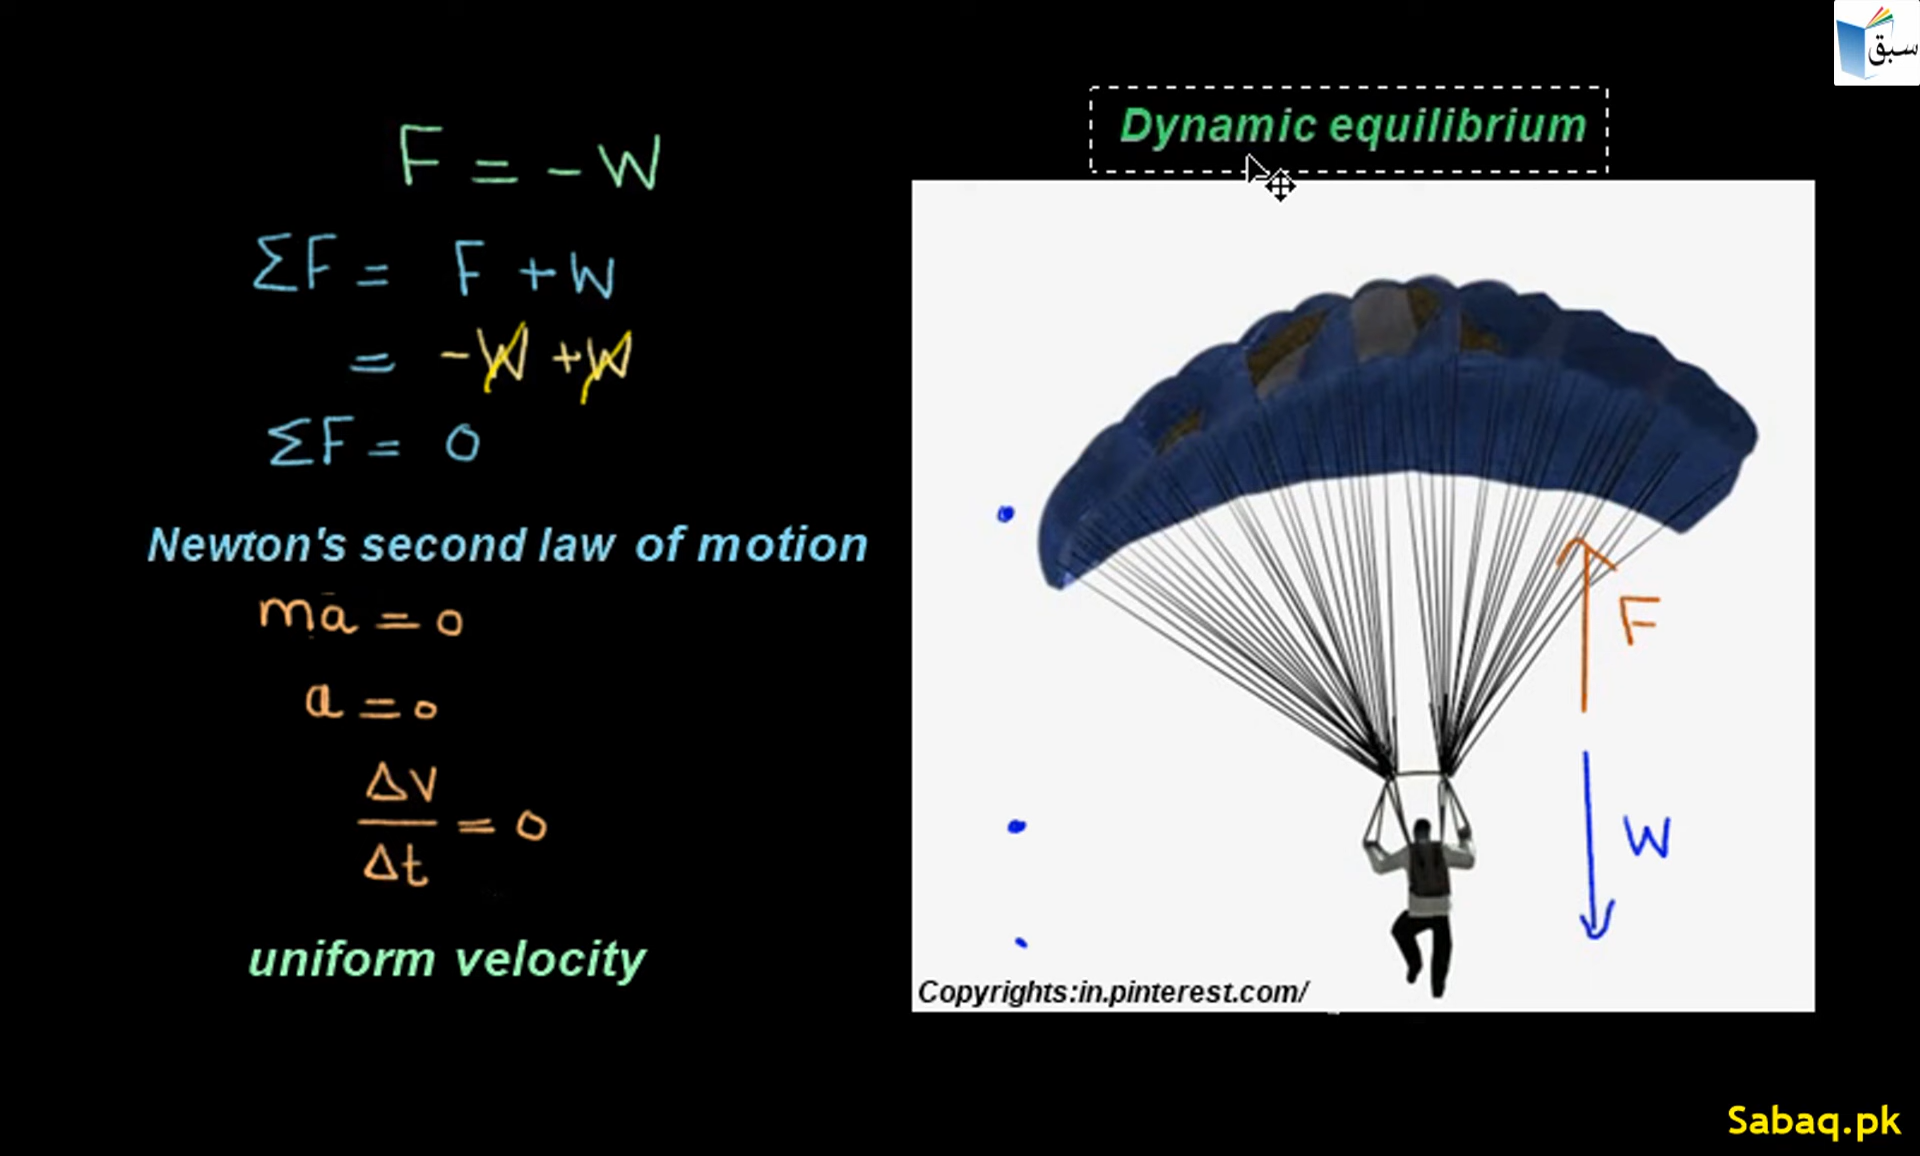 سبق
Dynamic equilibrium
F = -W
ΣF = F + W
= -W + W
ΣF = 0
Newton's second law of motion
ma = 0
a = 0
ΔV/Δt = 0
uniform velocity
F
W
Copyrights:in.pinterest.com/
Sabaq.pk